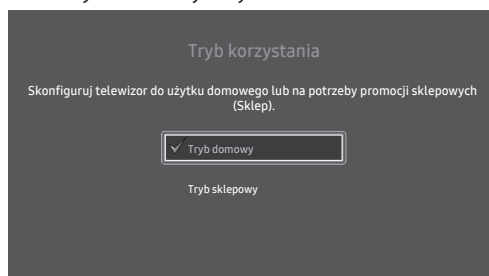 Tryb korzystania
Skonfiguruj telewizor do użytku domowego lub na potrzeby promocji sklepowych
(Sklep).
Tryb domowy
Tryb sklepowy